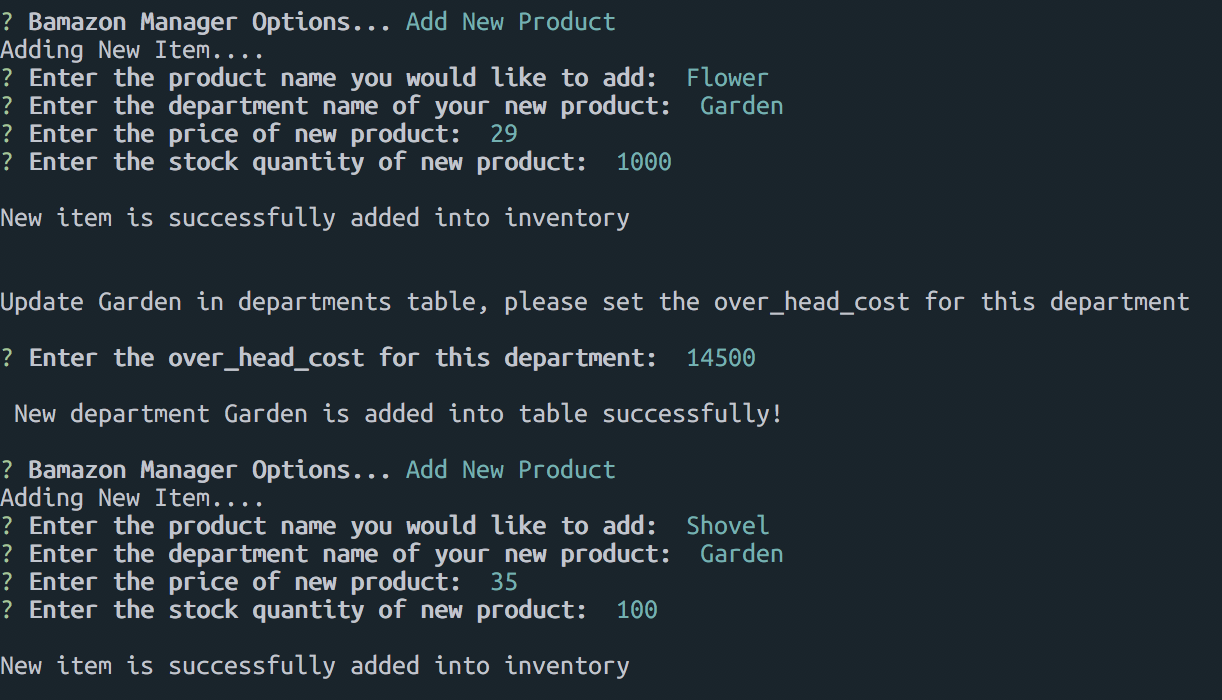 ? Bamazon Manager Options... Add New Product
Adding New Item....
? Enter the product name you would like to add:  Flower
? Enter the department name of your new product:  Garden
? Enter the price of new product:  29
? Enter the stock quantity of new product:  1000
New item is successfully added into inventory
Update Garden in departments table, please set the over_head_cost for this department
? Enter the over_head_cost for this department:  14500
New department Garden is added into table successfully!
? Bamazon Manager Options... Add New Product
Adding New Item....
? Enter the product name you would like to add:  Shovel
? Enter the department name of your new product:  Garden
? Enter the price of new product:  35
? Enter the stock quantity of new product:  100
New item is successfully added into inventory